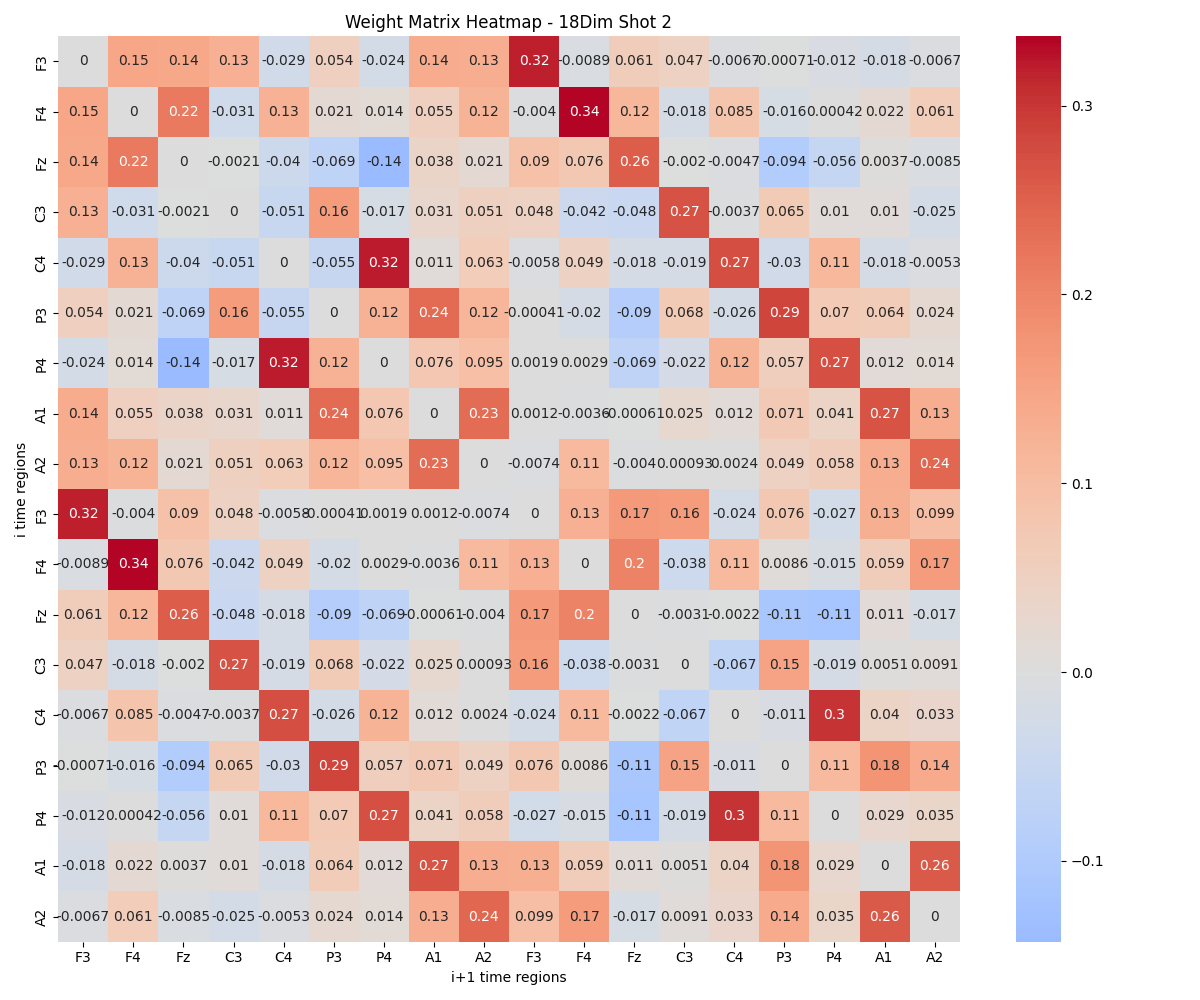 Weight Matrix Heatmap - 18Dim Shot 2
F3 0 0.15 0.14 0.13 -0.029 0.054 -0.024 0.14 0.13 0.32 -0.0089 0.061 0.047 -0.0067 -0.00071 -0.012 -0.018 -0.0067
F4 0.15 0 0.22 -0.031 0.13 0.021 0.014 0.055 0.12 -0.004 0.34 0.12 -0.018 0.085 -0.016 0.00042 0.022 0.061
Fz 0.14 0.22 0 -0.0021 -0.04 -0.069 -0.14 0.038 0.021 0.09 0.076 0.26 -0.002 -0.0047 -0.094 -0.056 0.0037 -0.0085
C3 0.13 -0.031 -0.0021 0 -0.051 0.16 -0.017 0.031 0.051 0.048 -0.042 -0.048 0.27 -0.0037 0.065 0.01 0.01 -0.025
C4 -0.029 0.13 -0.04 -0.051 0 -0.055 0.32 0.011 0.063 -0.0058 0.049 -0.018 -0.019 0.27 -0.03 0.11 -0.018 -0.0053
P3 0.054 0.021 -0.069 0.16 -0.055 0 0.12 0.24 0.12 -0.00041 -0.02 -0.09 0.068 -0.026 0.29 0.07 0.064 0.024
P4 -0.024 0.014 -0.14 -0.017 0.32 0.12 0 0.076 0.095 0.0019 0.0029 -0.069 -0.022 0.12 0.057 0.27 0.012 0.014
A1 0.14 0.055 0.038 0.031 0.011 0.24 0.076 0 0.23 0.0012 -0.0036 -0.00061 0.025 0.012 0.071 0.041 0.27 0.13
A2 0.13 0.12 0.021 0.051 0.063 0.12 0.095 0.23 0 -0.0074 0.11 -0.004 0.00093 0.0024 0.049 0.058 0.13 0.24
F3 0.32 -0.004 0.09 0.048 -0.0058 -0.00041 0.0019 0.0012 -0.0074 0 0.13 0.17 0.16 -0.024 0.076 -0.027 0.13 0.099
F4 -0.0089 0.34 0.076 -0.042 0.049 -0.02 0.0029 -0.0036 0.11 0.13 0 0.2 -0.038 0.11 0.0086 -0.015 0.059 0.17
Fz 0.061 0.12 0.26 -0.048 -0.018 -0.09 -0.069 -0.00061 -0.004 0.17 0.2 0 -0.0031 -0.0022 -0.11 -0.11 0.011 -0.017
C3 0.047 -0.018 -0.002 0.27 -0.019 0.068 -0.022 0.025 0.00093 0.16 -0.038 -0.0031 0 -0.067 0.15 -0.019 0.0051 0.0091
C4 -0.0067 0.085 -0.0047 -0.0037 0.27 -0.026 0.12 0.012 0.0024 -0.024 0.11 -0.0022 -0.067 0 -0.011 0.3 0.04 0.033
P3 -0.00071 -0.016 -0.094 0.065 -0.03 0.29 0.057 0.071 0.049 0.076 0.0086 -0.11 0.15 -0.011 0 0.11 0.18 0.14
P4 -0.012 0.00042 -0.056 0.01 0.11 0.07 0.27 0.041 0.058 -0.027 -0.015 -0.11 -0.019 0.3 0.11 0 0.029 0.035
A1 -0.018 0.022 0.0037 0.01 -0.018 0.064 0.012 0.27 0.13 0.13 0.059 0.011 0.0051 0.04 0.18 0.029 0 0.26
A2 -0.0067 0.061 -0.0085 -0.025 -0.0053 0.024 0.014 0.13 0.24 0.099 0.17 -0.017 0.0091 0.033 0.14 0.035 0.26 0
F3 F4 Fz C3 C4 P3 P4 A1 A2 F3 F4 Fz C3 C4 P3 P4 A1 A2
i+1 time regions
i time regions
0.3
0.2
0.1
0.0
−0.1